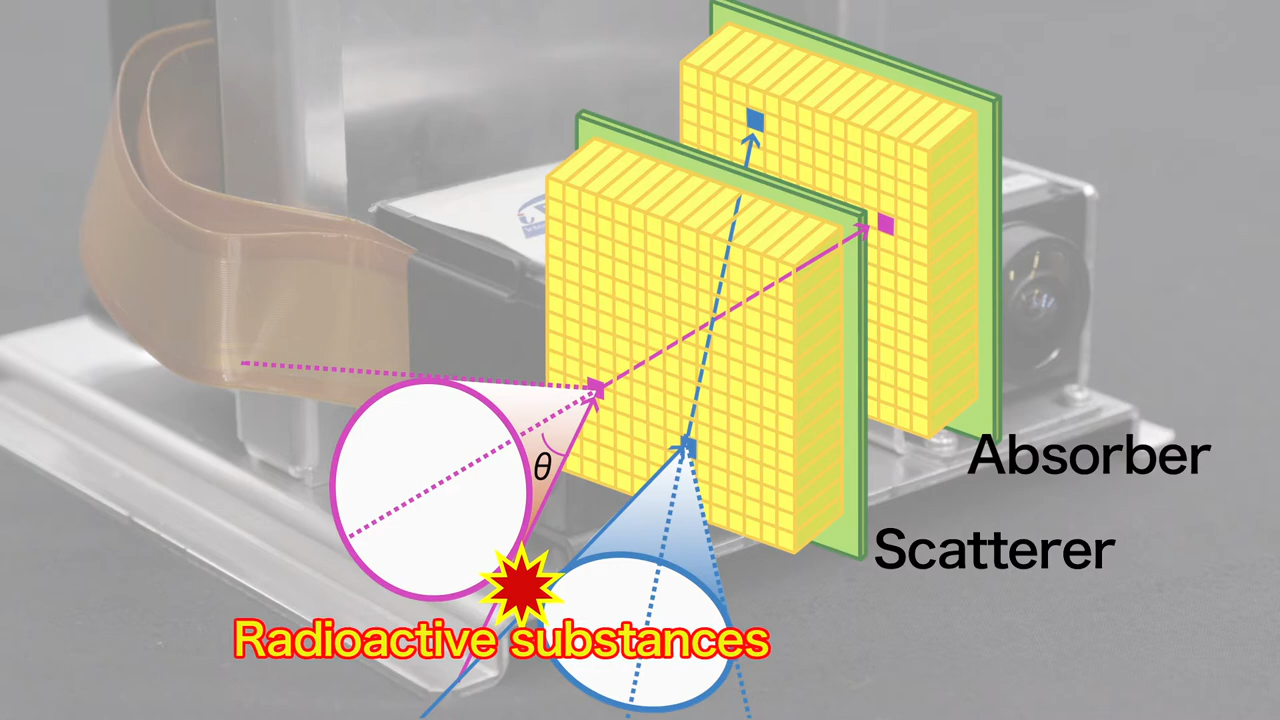 θ
Absorber
Scatterer
Radioactive substances